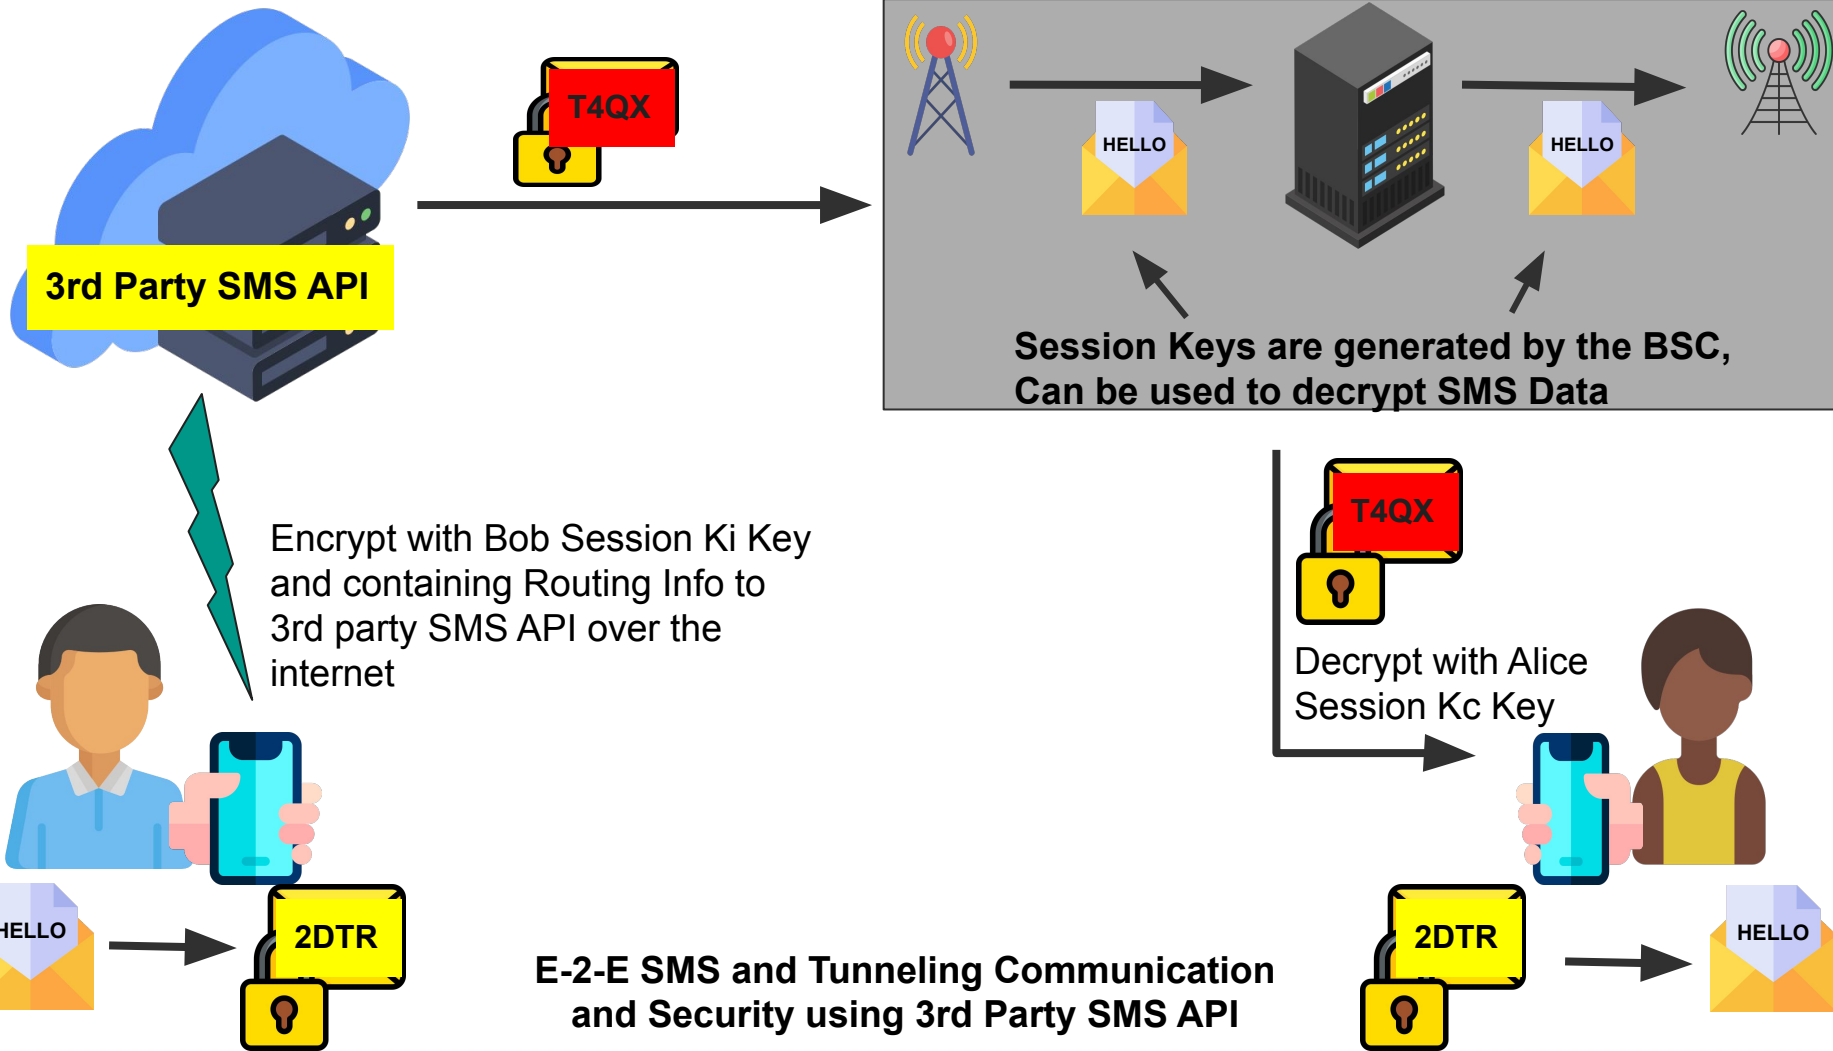 T4QX
HELLO
HELLO
3rd Party SMS API
Session Keys are generated by the BSC,
Can be used to decrypt SMS Data
T4QX
Encrypt with Bob Session Ki Key
and containing Routing Info to
3rd party SMS API over the
internet
Decrypt with Alice
Session Kc Key
HELLO
2DTR
2DTR
HELLO
E-2-E SMS and Tunneling Communication
and Security using 3rd Party SMS API